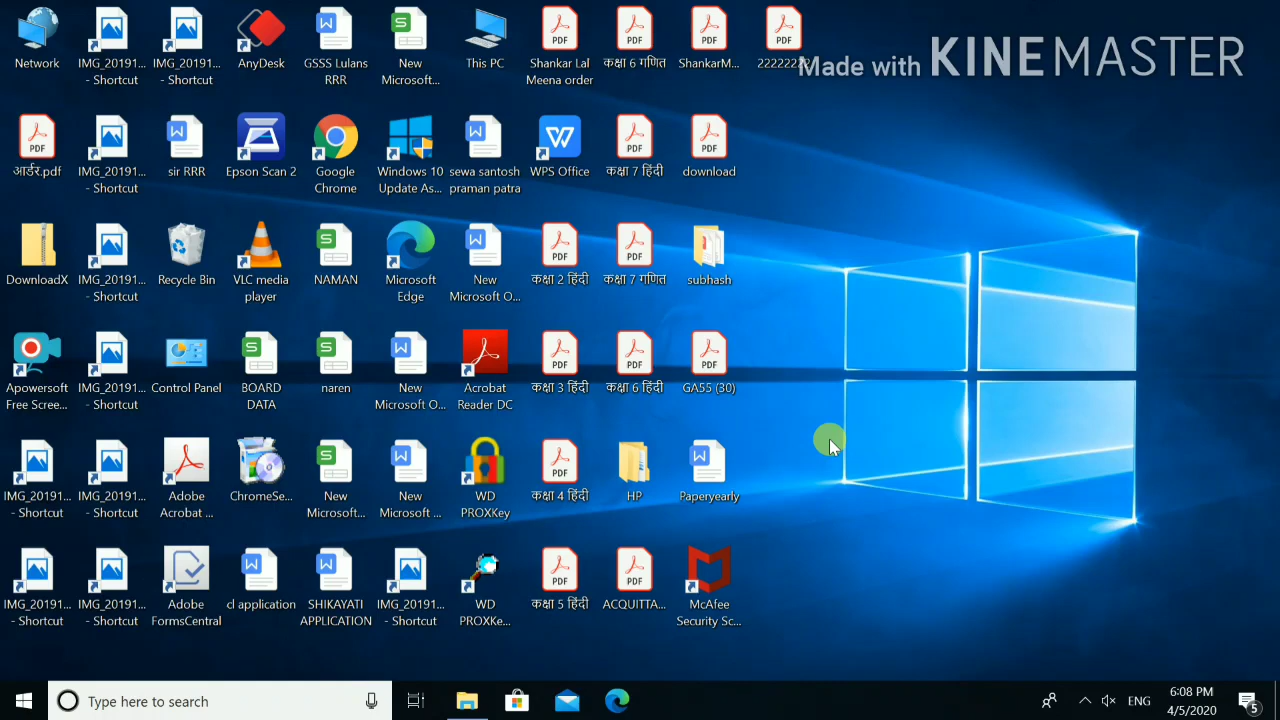 Network
IMG_20191...
- Shortcut
IMG_20191...
- Shortcut
AnyDesk
GSSS Lulans
RRR
New
Microsoft...
This PC
Shankar Lal
Meena order
कक्षा 6 गणित
ShankarM...
Made with KINEMASTER
आर्डर.pdf
IMG_20191...
- Shortcut
sir RRR
Epson Scan 2
Google
Chrome
Windows 10
Update As...
sewa santosh
praman patra
WPS Office
कक्षा 7 हिंदी
download
DownloadX
IMG_20191...
- Shortcut
Recycle Bin
VLC media
player
NAMAN
Microsoft
Edge
New
Microsoft O...
कक्षा 2 हिंदी
कक्षा 7 गणित
subhash
Apowersoft
Free Scree...
IMG_20191...
- Shortcut
Control Panel
BOARD
DATA
naren
New
Microsoft O...
Acrobat
Reader DC
कक्षा 3 हिंदी
कक्षा 6 हिंदी
GA55 (30)
IMG_20191...
- Shortcut
IMG_20191...
- Shortcut
Adobe
Acrobat ...
ChromeSe...
New
Microsoft...
New
Microsoft ...
WD
PROXKey
कक्षा 4 हिंदी
HP
Paperyearly
IMG_20191...
- Shortcut
IMG_20191...
- Shortcut
Adobe
FormsCentral
cl application
SHIKAYATI
APPLICATION
IMG_20191...
- Shortcut
WD
PROXKe...
कक्षा 5 हिंदी
ACQUITTA...
McAfee
Security Sc...
Type here to search
ENG
6:08 PM
4/5/2020
5